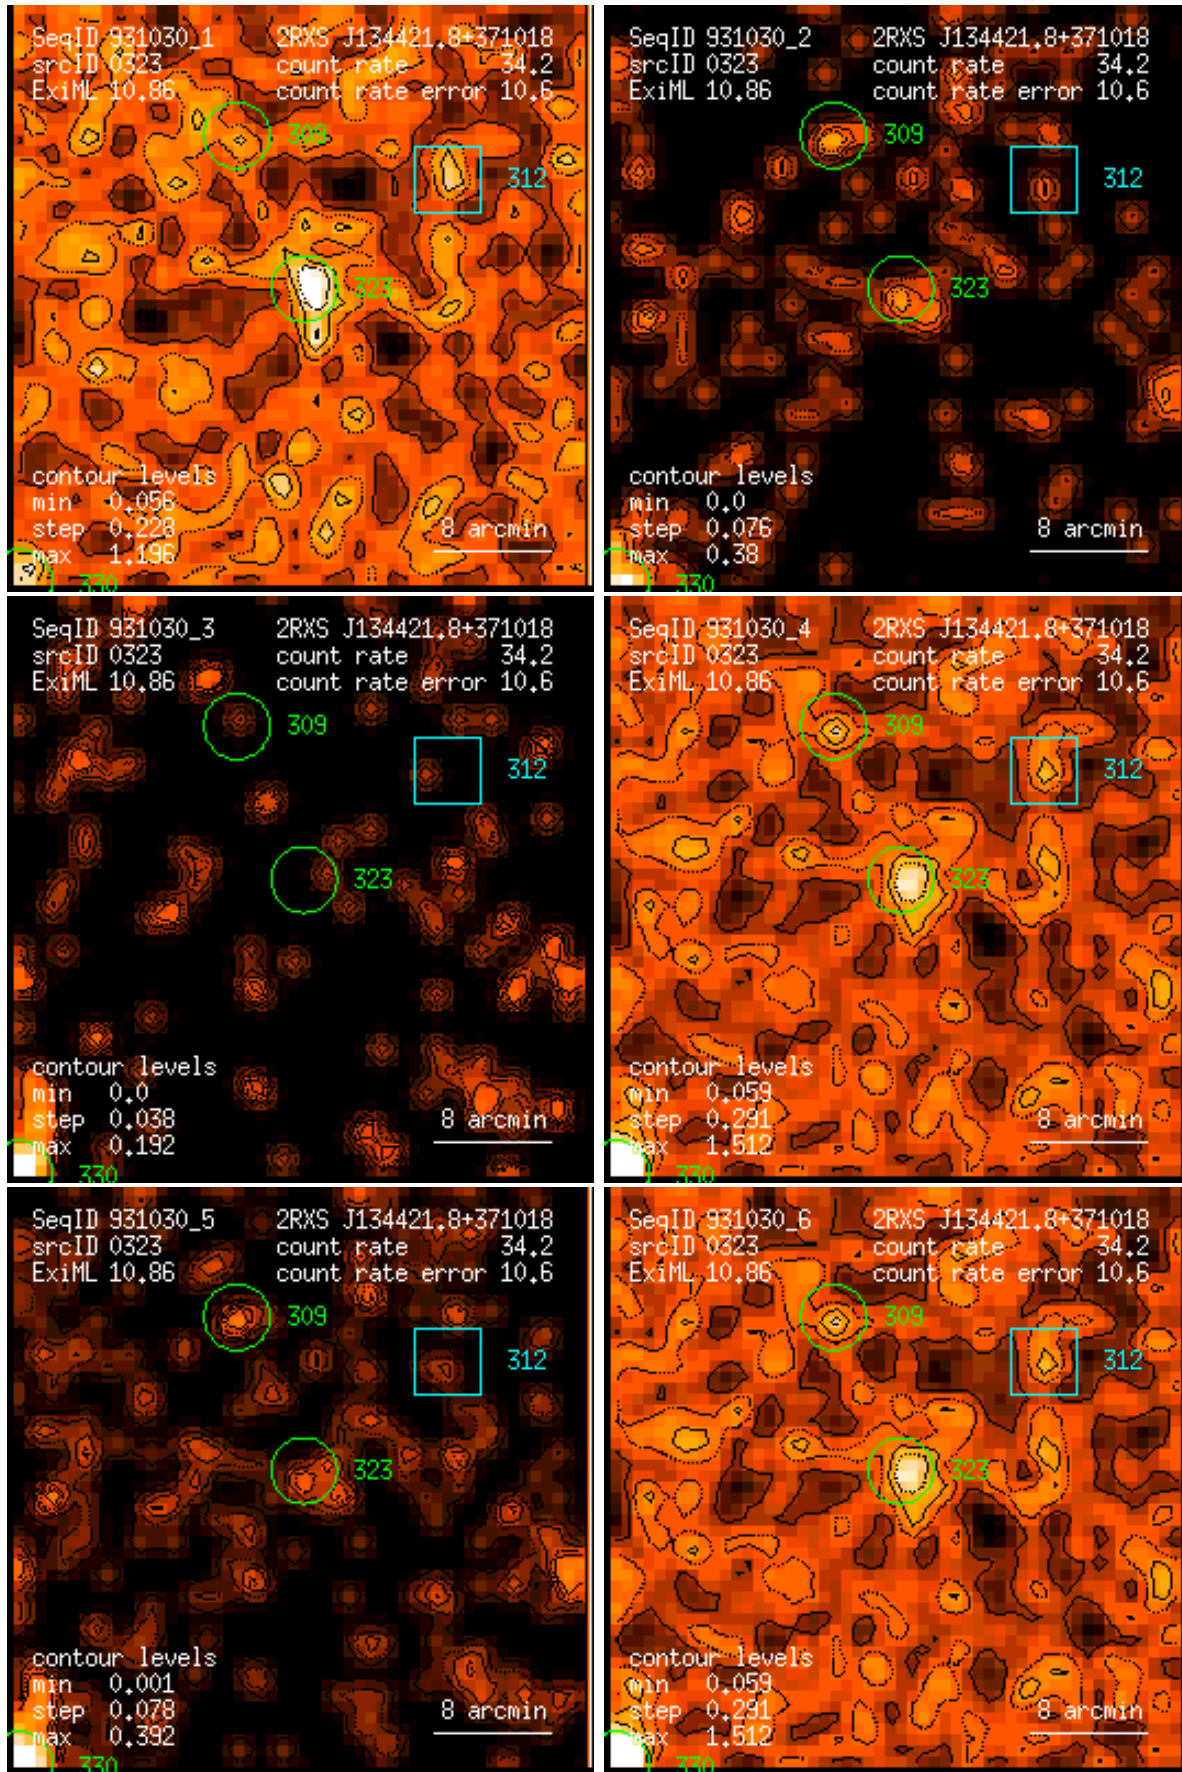 SeqID 931030_1 2RXS J134421.8+371018
srcID 0323 count rate 34.2
ExiML 10.86 count rate error 10.6
309
312
323
contour levels
min 0.056
step 0.228
max 1.196
8 arcmin
330
SeqID 931030_2 2RXS J134421.8+371018
srcID 0323 count rate 34.2
ExiML 10.86 count rate error 10.6
309
312
323
contour levels
min 0.0
step 0.076
max 0.38
8 arcmin
330
SeqID 931030_3 2RXS J134421.8+371018
srcID 0323 count rate 34.2
ExiML 10.86 count rate error 10.6
309
312
323
contour levels
min 0.0
step 0.038
max 0.192
8 arcmin
330
SeqID 931030_4 2RXS J134421.8+371018
srcID 0323 count rate 34.2
ExiML 10.86 count rate error 10.6
309
312
323
contour levels
min 0.059
step 0.291
max 1.512
8 arcmin
330
SeqID 931030_5 2RXS J134421.8+371018
srcID 0323 count rate 34.2
ExiML 10.86 count rate error 10.6
309
312
323
contour levels
min 0.001
step 0.078
max 0.392
8 arcmin
330
SeqID 931030_6 2RXS J134421.8+371018
srcID 0323 count rate 34.2
ExiML 10.86 count rate error 10.6
309
312
323
contour levels
min 0.059
step 0.291
max 1.512
8 arcmin
330